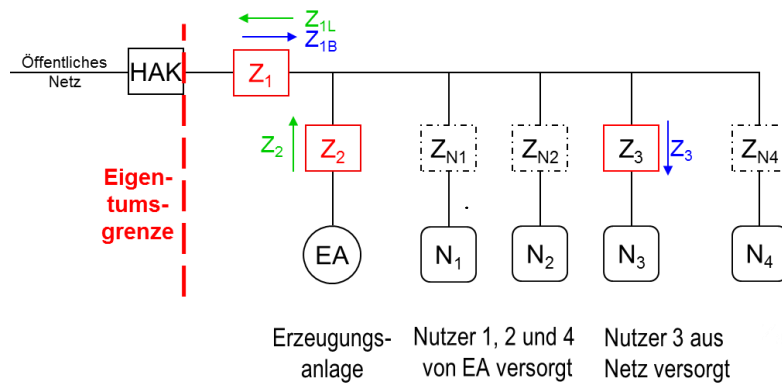 Z1L
Z1B
Öffentliches
Netz
HAK
Z1
Z2
Z2
ZN1
ZN2
Z3
Z3
ZN4
Eigen-
tums-
grenze
EA
N1
N2
N3
N4
Erzeugungs-
anlage
Nutzer 1, 2 und 4
von EA versorgt
Nutzer 3 aus
Netz versorgt